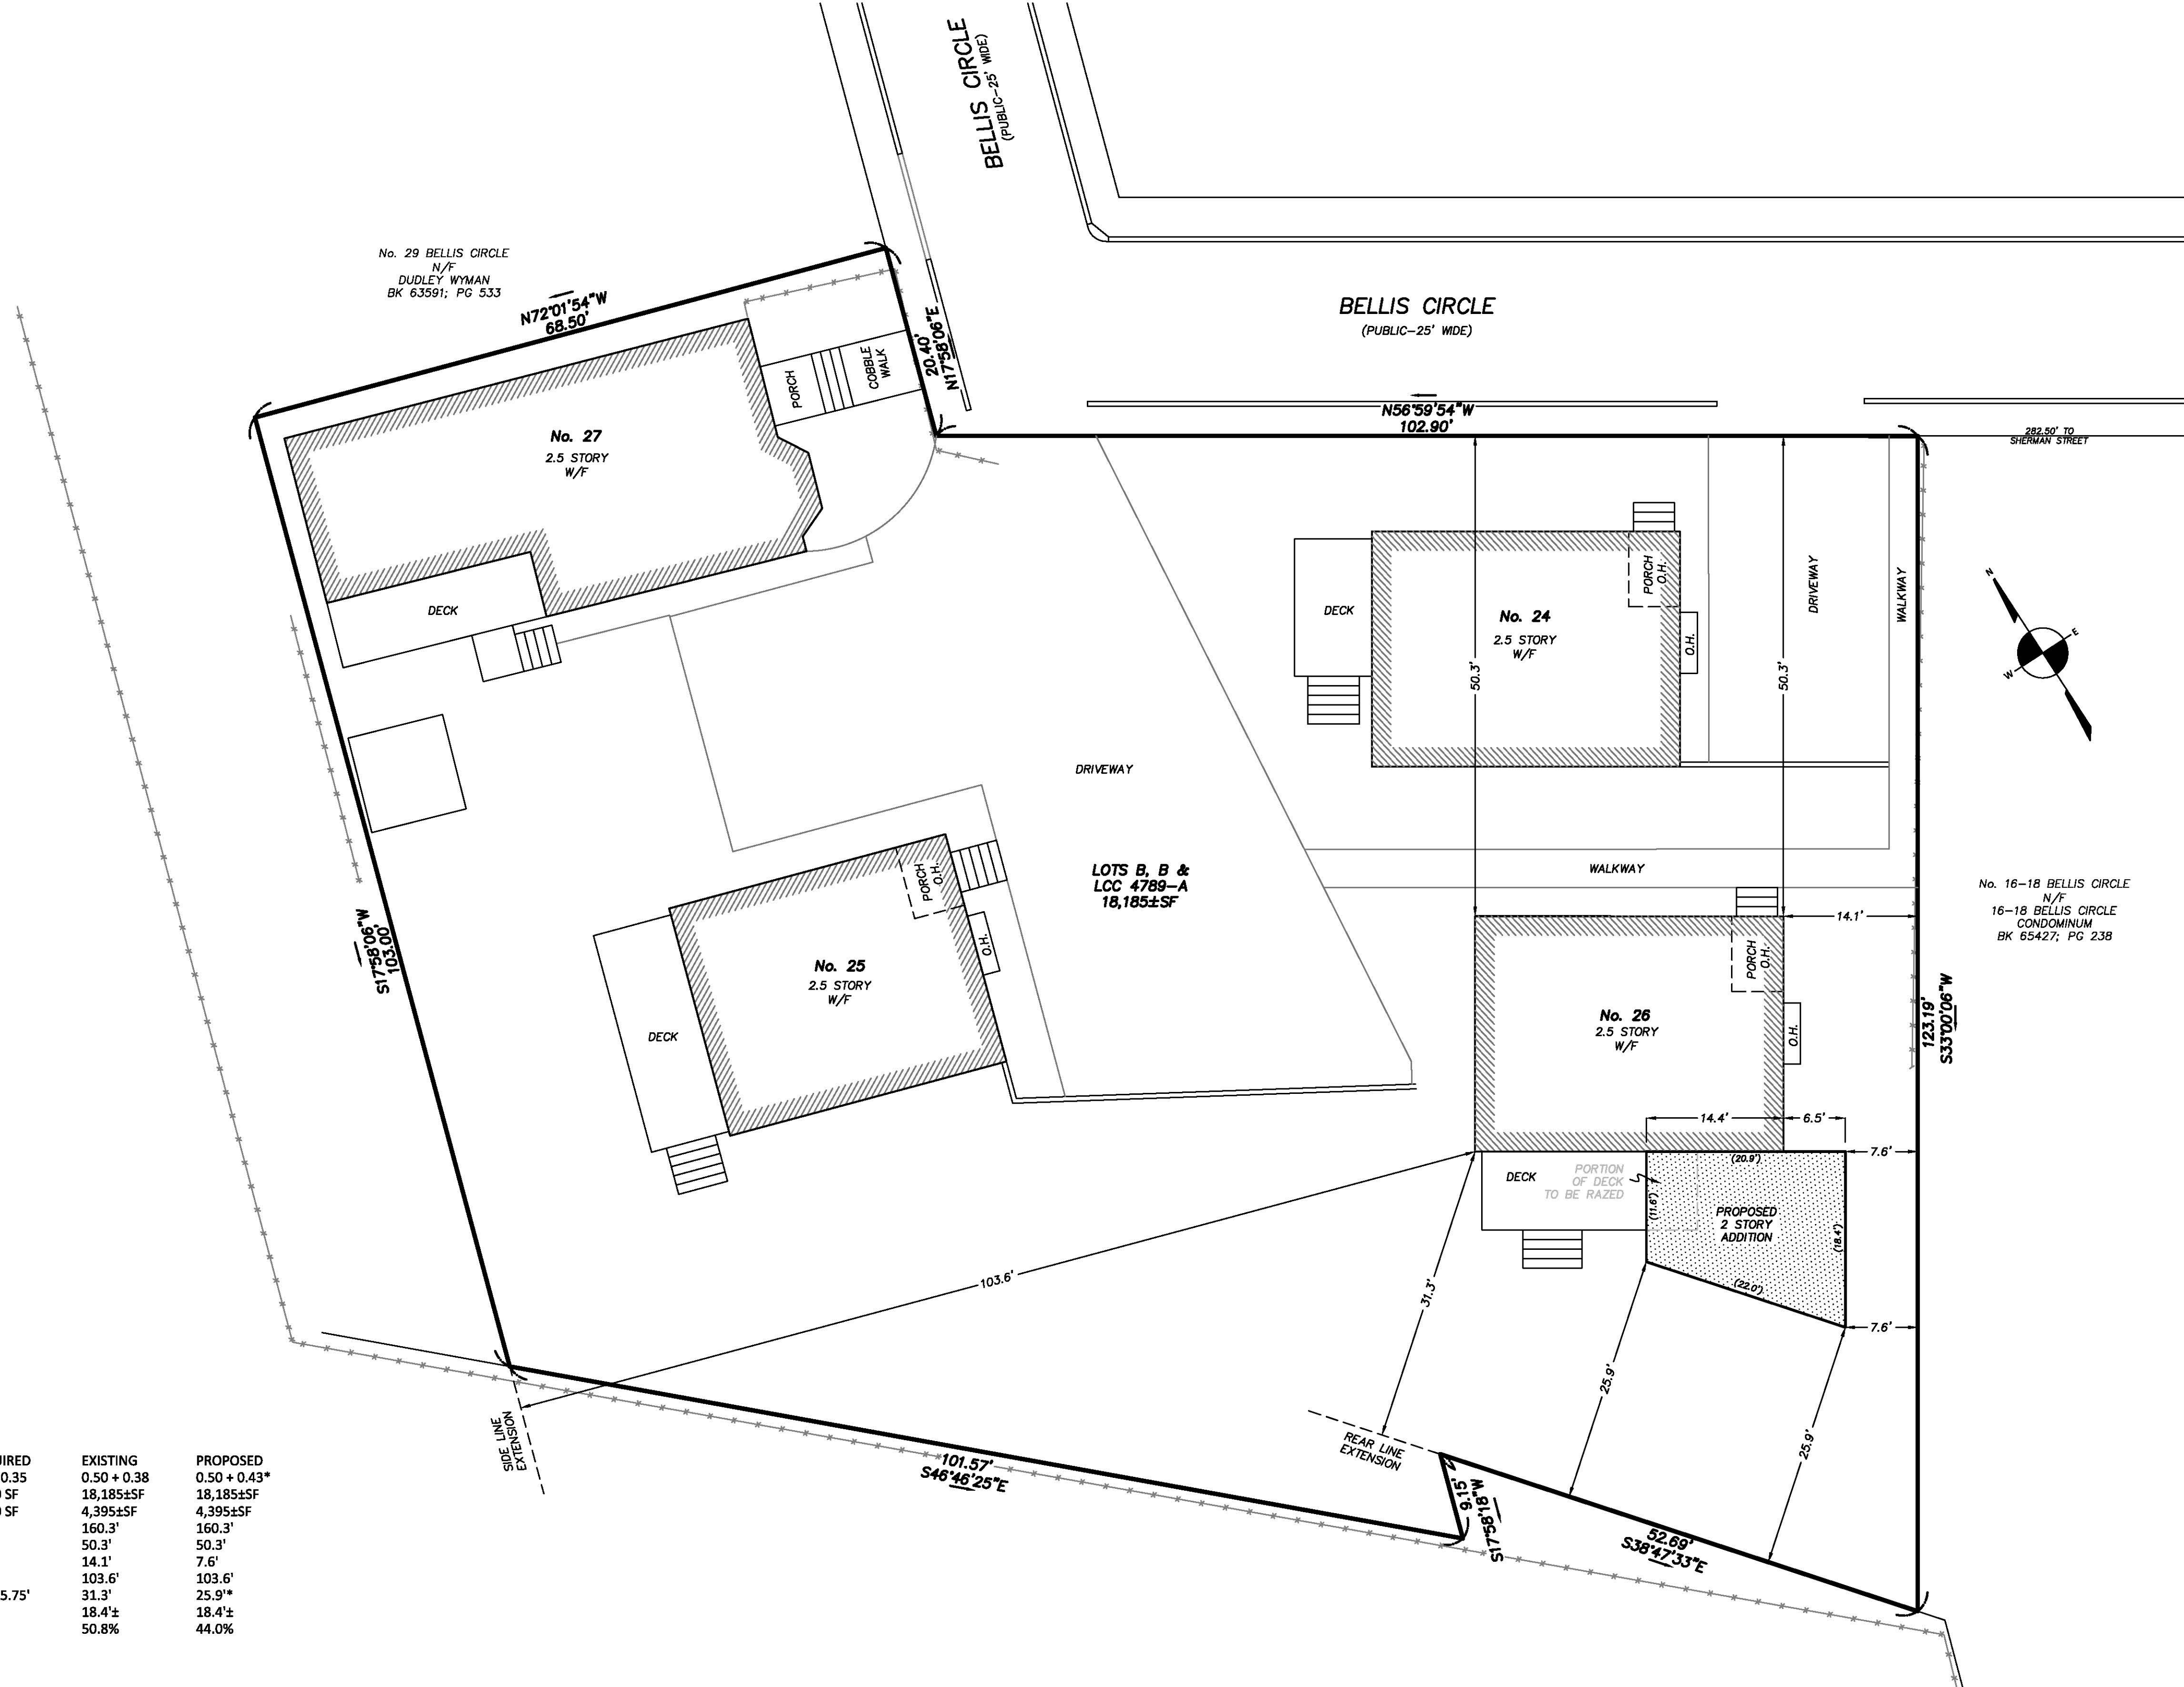 BELLIS CIRCLE
(PUBLIC-25' WIDE)
No. 29 BELLIS CIRCLE
N/F
DUDLEY WYMAN
BK 63591; PG 533
N72°01'54"W
68.50'
20.40'
N17°58'06"E
BELLIS CIRCLE
(PUBLIC-25' WIDE)
N56°59'54"W
102.90'
282.50' TO
SHERMAN STREET
PORCH
COBBLE
WALK
No. 27
2.5 STORY
W/F
DECK
DECK
No. 24
2.5 STORY
W/F
PORCH
O.H.
O.H.
50.3'
50.3'
DRIVEWAY
WALKWAY
N
E
W
DRIVEWAY
LOTS B, B &
LCC 4789-A
18,185±SF
WALKWAY
No. 16-18 BELLIS CIRCLE
N/F
16-18 BELLIS CIRCLE
CONDOMINUM
BK 65427; PG 238
S17°58'06"W
103.00'
PORCH
O.H.
O.H.
No. 25
2.5 STORY
W/F
DECK
14.1'
PORCH
O.H.
O.H.
No. 26
2.5 STORY
W/F
123.19'
S33°00'06"W
14.4'
6.5'
7.6'
(20.9')
DECK
PORTION
OF DECK
TO BE RAZED
(11.6')
PROPOSED
2 STORY
ADDITION
(18.4')
(22.0')
7.6'
103.6'
31.3'
25.9'
25.9'
SIDE LINE
EXTENSION
REAR LINE
EXTENSION
101.57'
S46°46'25"E
9.15'
S17°58'18"W
52.69'
S38°47'33"E
UIRED EXISTING PROPOSED
0.35 0.50 + 0.38 0.50 + 0.43*
SF 18,185±SF 18,185±SF
SF 4,395±SF 4,395±SF
160.3' 160.3'
50.3' 50.3'
14.1' 7.6'
103.6' 103.6'
5.75' 31.3' 25.9'*
18.4'± 18.4'±
50.8% 44.0%